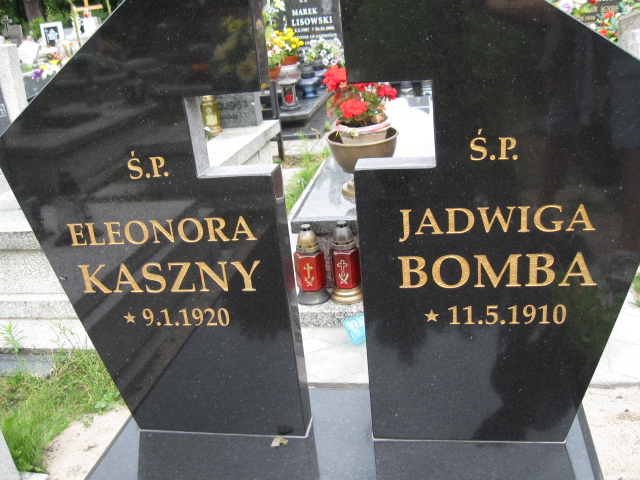 MAREK
LISOWSKI
Ś.P.
ELEONORA
KASZNY
* 9.1.1920
Ś.P.
JADWIGA
BOMBA
* 11.5.1910